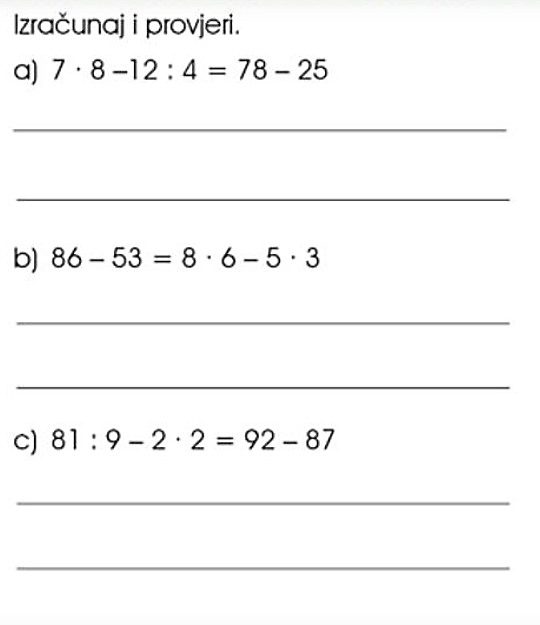 Izračunaj i provjeri.
a) 7 · 8 –12 : 4 = 78 – 25
b) 86 – 53 = 8 · 6 – 5 · 3
c) 81 : 9 – 2 · 2 = 92 – 87